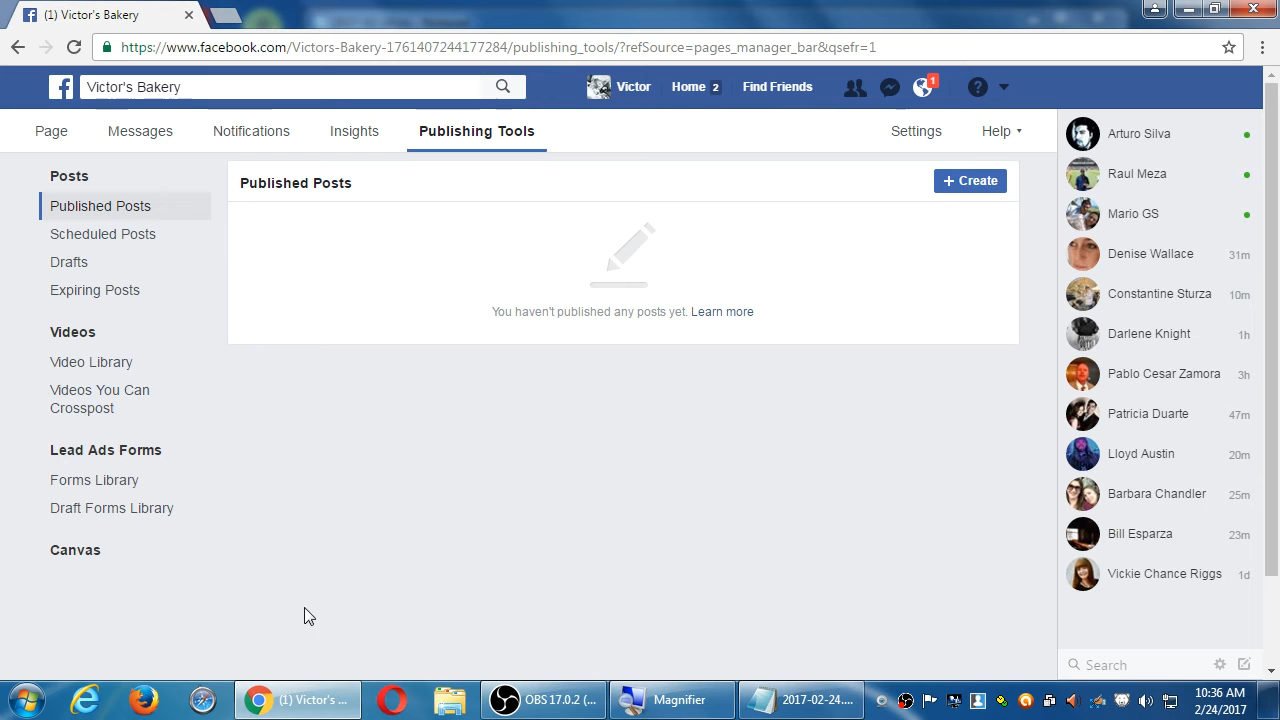 (1) Victor's Bakery
https://www.facebook.com/Victors-Bakery-1761407244177284/publishing_tools/?refSource=pages_manager_bar&qsefr=1
Victor's Bakery
Victor
Home 2
Find Friends
1
Page
Messages
Notifications
Insights
Publishing Tools
Settings
Help
Posts
Published Posts
Scheduled Posts
Drafts
Expiring Posts
Videos
Video Library
Videos You Can
Crosspost
Lead Ads Forms
Forms Library
Draft Forms Library
Canvas
Published Posts
+ Create
You haven't published any posts yet. Learn more
Arturo Silva
Raul Meza
Mario GS
Denise Wallace 31m
Constantine Sturza 10m
Darlene Knight 1h
Pablo Cesar Zamora 3h
Patricia Duarte 47m
Lloyd Austin 20m
Barbara Chandler 25m
Bill Esparza 23m
Vickie Chance Riggs 1d
Search
(1) Victor's ...
OBS 17.0.2 (...
Magnifier
2017-02-24....
10:36 AM
2/24/2017